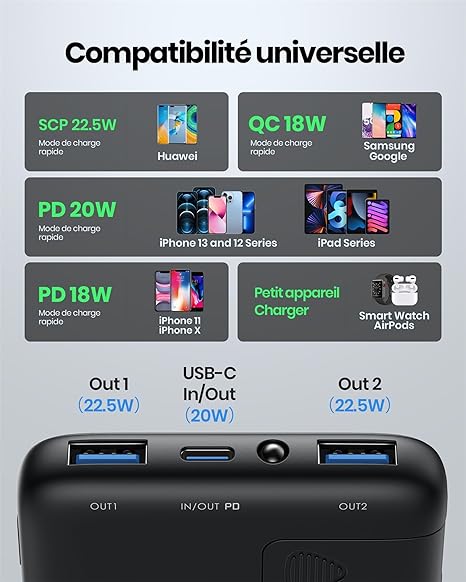 Compatibilité universelle
SCP 22.5W
Mode de charge
rapide
Huawei
QC 18W
Mode de charge
rapide
Samsung
Google
PD 20W
Mode de charge
rapide
iPhone 13 and 12 Series
iPad Series
PD 18W
Mode de charge
rapide
iPhone 11
iPhone X
Petit appareil
Charger
Smart Watch
AirPods
Out 1
(22.5W)
USB-C
In/Out
(20W)
Out 2
(22.5W)
OUT1
IN/OUT PD
OUT2